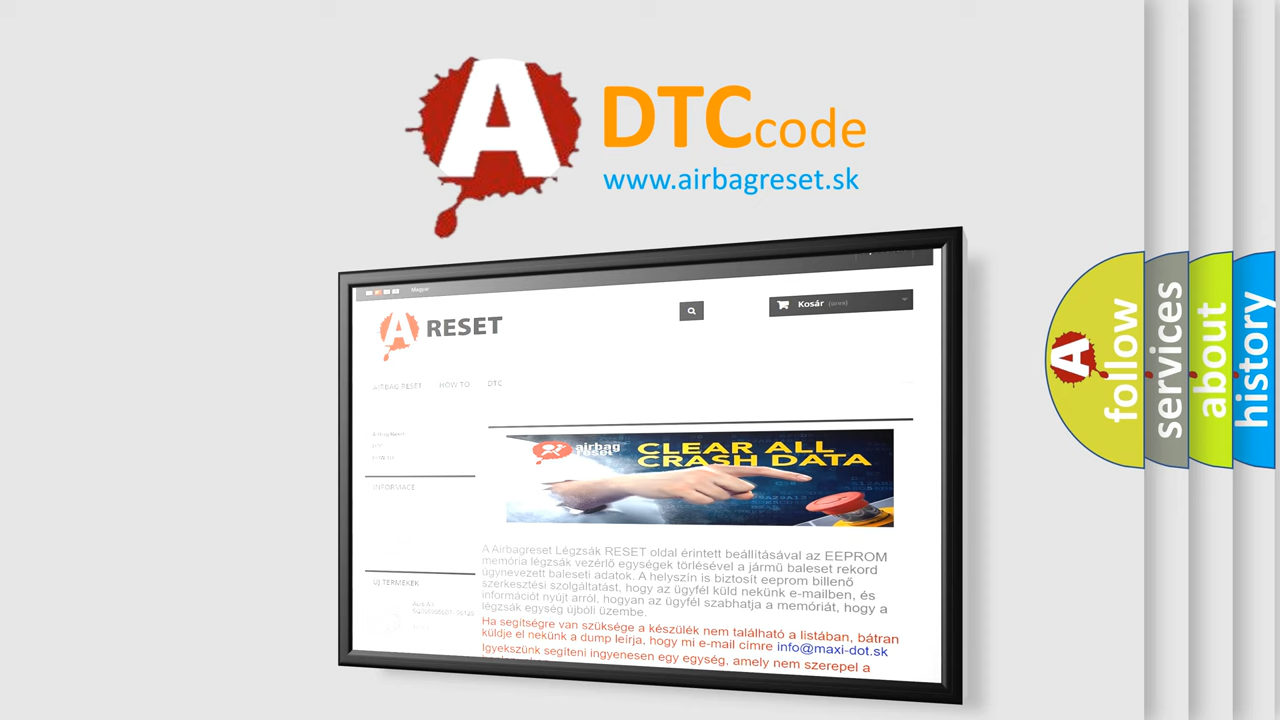 A
DTC code
www.airbagreset.sk
Magyar
A RESET
Kosár (üres)
AIRBAG RESET HOW TO DTC
INFORMACE
ÚJ TERMÉKEK
airbag
reset
CLEAR ALL
CRASH DATA
A Airbagreset Légzsák RESET oldal érintett beállításával az EEPROM
memória légzsák vezérlő egységek törlésével a jármű baleset rekord
úgynevezett baleseti adatok. A helyszín is biztosít eeprom billenő
szerkesztési szolgáltatást, hogy az ügyfél küld nekünk e-mailben, és
információt nyújt arról, hogyan az ügyfél szabhatja a memóriát, hogy a
légzsák egység újbóli üzembe.
Ha segítségre van szüksége a készülék nem található a listában, bátran
küldje el nekünk a dump leírja, hogy mi e-mail címre info@maxi-dot.sk
Igyekszünk segíteni ingyenesen egy egység, amely nem szerepel a
A
follow
services
about
history